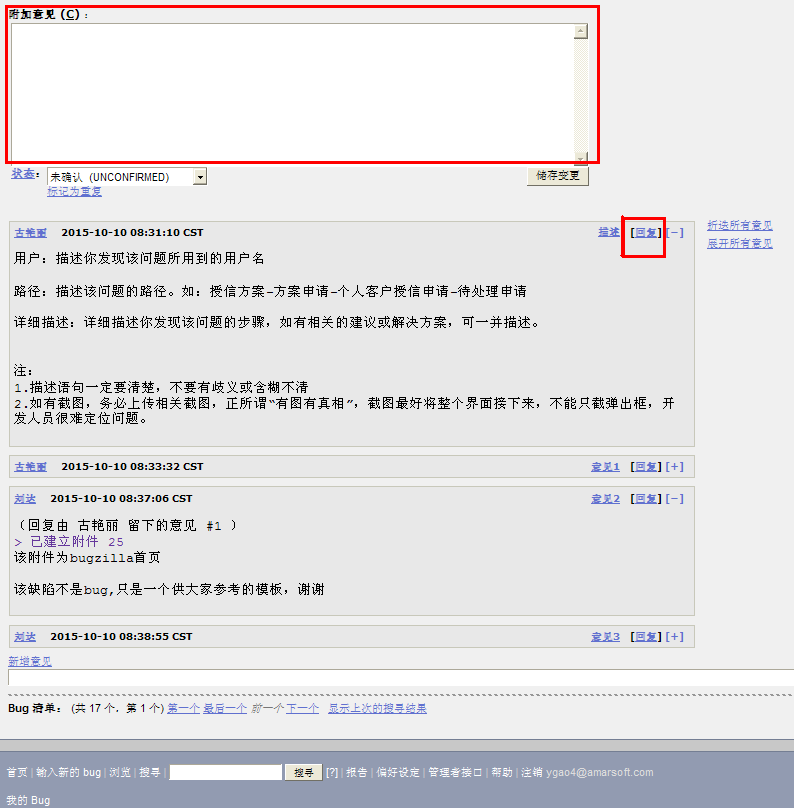 附加意见 (C) :
状态: 未确认 (UNCONFIRMED) 储存变更
标记为重复
古艳丽 2015-10-10 08:31:10 CST 描述 [回复] [-] 折迭所有意见
展开所有意见
用户: 描述你发现该问题所用到的用户名
路径: 描述该问题的路径。如: 授信方案-方案申请-个人客户授信申请-待处理申请
详细描述: 详细描述你发现该问题的步骤, 如有相关的建议或解决方案, 可一并描述。
注:
1.描述语句一定要清楚, 不要有歧义或含糊不清
2.如有截图, 务必上传相关截图, 正所谓“有图有真相”, 截图最好将整个界面接下来, 不能只截弹出框, 开
发人员很难定位问题。
古艳丽 2015-10-10 08:33:32 CST 意见1 [回复] [+]
刘达 2015-10-10 08:37:06 CST 意见2 [回复] [-]
(回复由 古艳丽 留下的意见 #1 )
> 已建立附件 25
该附件为bugzilla首页
该缺陷不是bug,只是一个供大家参考的模板, 谢谢
刘达 2015-10-10 08:38:55 CST 意见3 [回复] [+]
新增意见
Bug 清单: (共 17 个. 第 1 个) 第一个 最后一个 前一个 下一个 显示上次的搜寻结果
首页 | 输入新的 bug | 浏览 | 搜寻 | 搜寻 [?] | 报告 | 偏好设定 | 管理者接口 | 帮助 | 注销 ygao4@amarsoft.com
我的 Bug